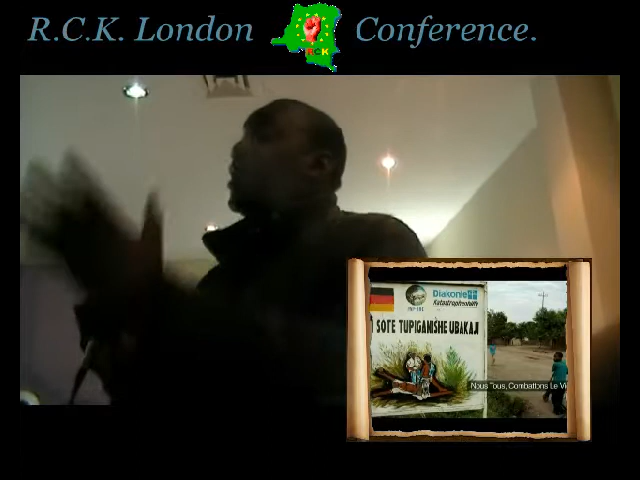 R.C.K. London Conference.
RCK
Diakonie
Katastrophenhilfe
SOTE TUPIGANISHE UBAKAJI
Nous Tous, Combattons Le Vi